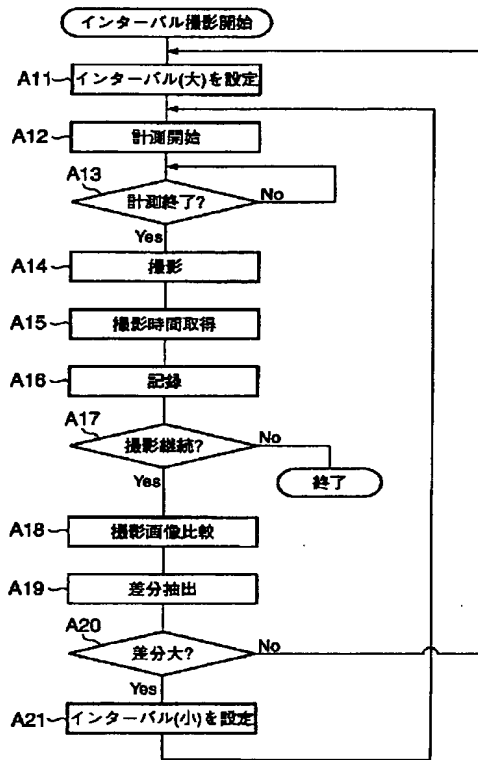 インターバル撮影開始
A11
インターバル(大)を設定
A12
計測開始
A13
計測終了?
No
Yes
A14
撮影
A15
撮影時間取得
A16
記録
A17
撮影継続?
No
Yes
終了
A18
撮影画像比較
A19
差分抽出
A20
差分大?
No
Yes
A21
インターバル(小)を設定